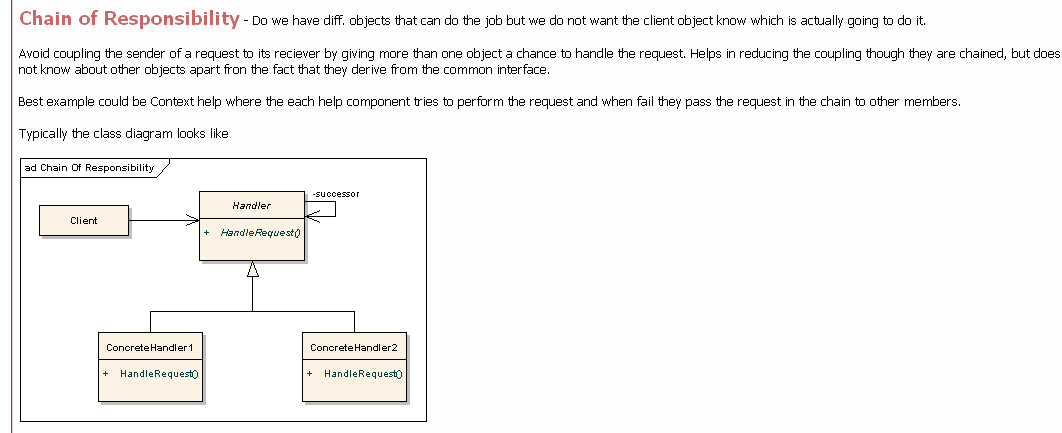 Chain of Responsibility - Do we have diff. objects that can do the job but we do not want the client object know which is actually going to do it.
Avoid coupling the sender of a request to its reciever by giving more than one object a chance to handle the request. Helps in reducing the coupling though they are chained, but does
not know about other objects apart fron the fact that they derive from the common interface.
Best example could be Context help where the each help component tries to perform the request and when fail they pass the request in the chain to other members.
Typically the class diagram looks like
ad Chain Of Responsibility
-successor
Handler
Client
+ HandleRequest()
ConcreteHandler1
ConcreteHandler2
+ HandleRequest()
+ HandleRequest()